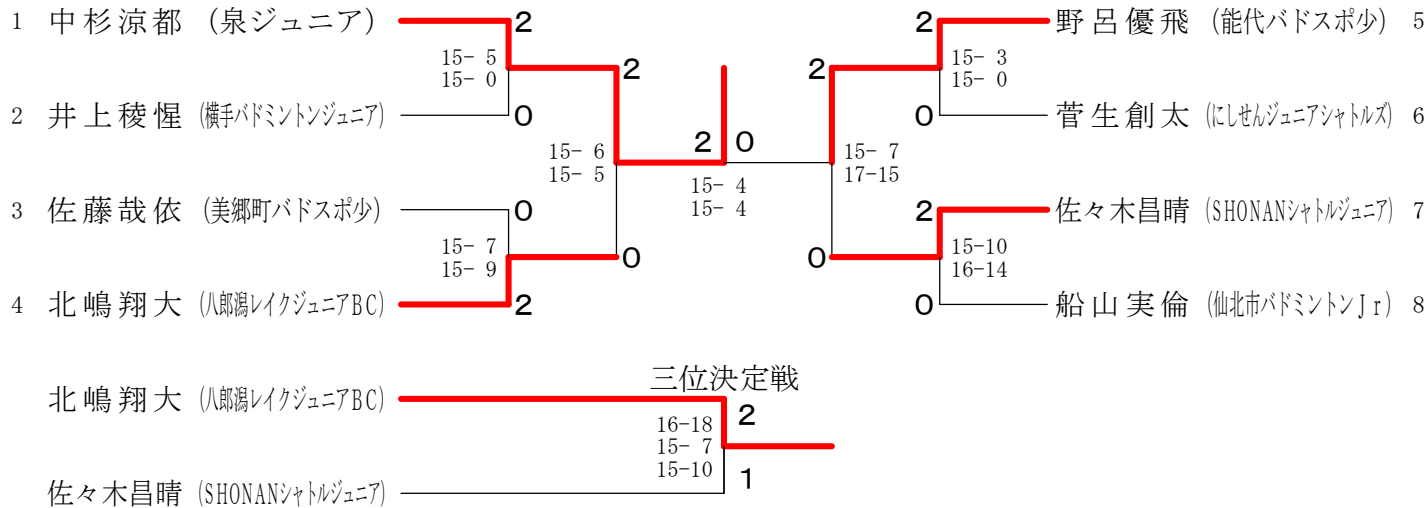 1 中杉涼都 (泉ジュニア) 2 2 野呂優飛 (能代バドスポ少) 5
15- 5 2 2 15- 3
15- 0 15- 0
2 井上稜惺 (横手バドミントンジュニア) 0 0 菅生創太 (にしせんジュニアシャトルズ) 6
15- 6 2 0 15- 7
15- 5 15- 4 17-15
15- 4
3 佐藤哉依 (美郷町バドスポ少) 0 2 佐々木昌晴 (SHONANシャトルジュニア) 7
15- 7 15-10
15- 9 0 0 16-14
4 北嶋翔大 (八郎潟レイクジュニアBC) 2 0 船山実倫 (仙北市バドミントンJr) 8
三位決定戦
北嶋翔大 (八郎潟レイクジュニアBC) 2
16-18
15- 7
15-10
佐々木昌晴 (SHONANシャトルジュニア) 1